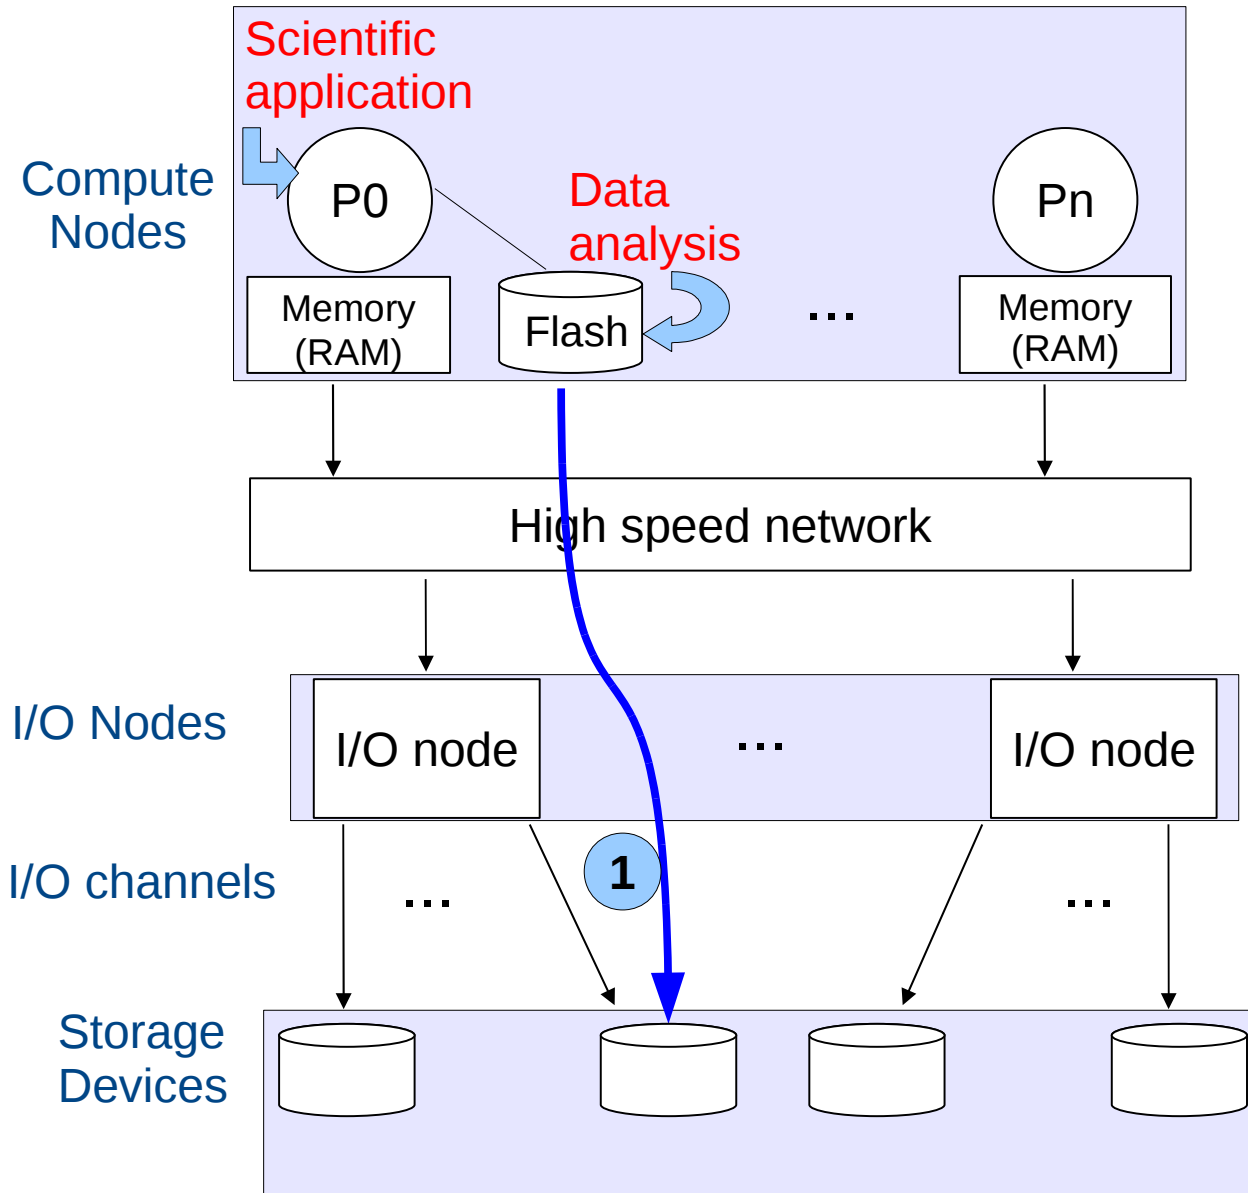 Scientific
application
Compute
Nodes
P0
Data
analysis
Pn
Memory
(RAM)
Flash
...
Memory
(RAM)
High speed network
I/O Nodes
I/O node
...
I/O node
I/O channels
...
1
...
Storage
Devices